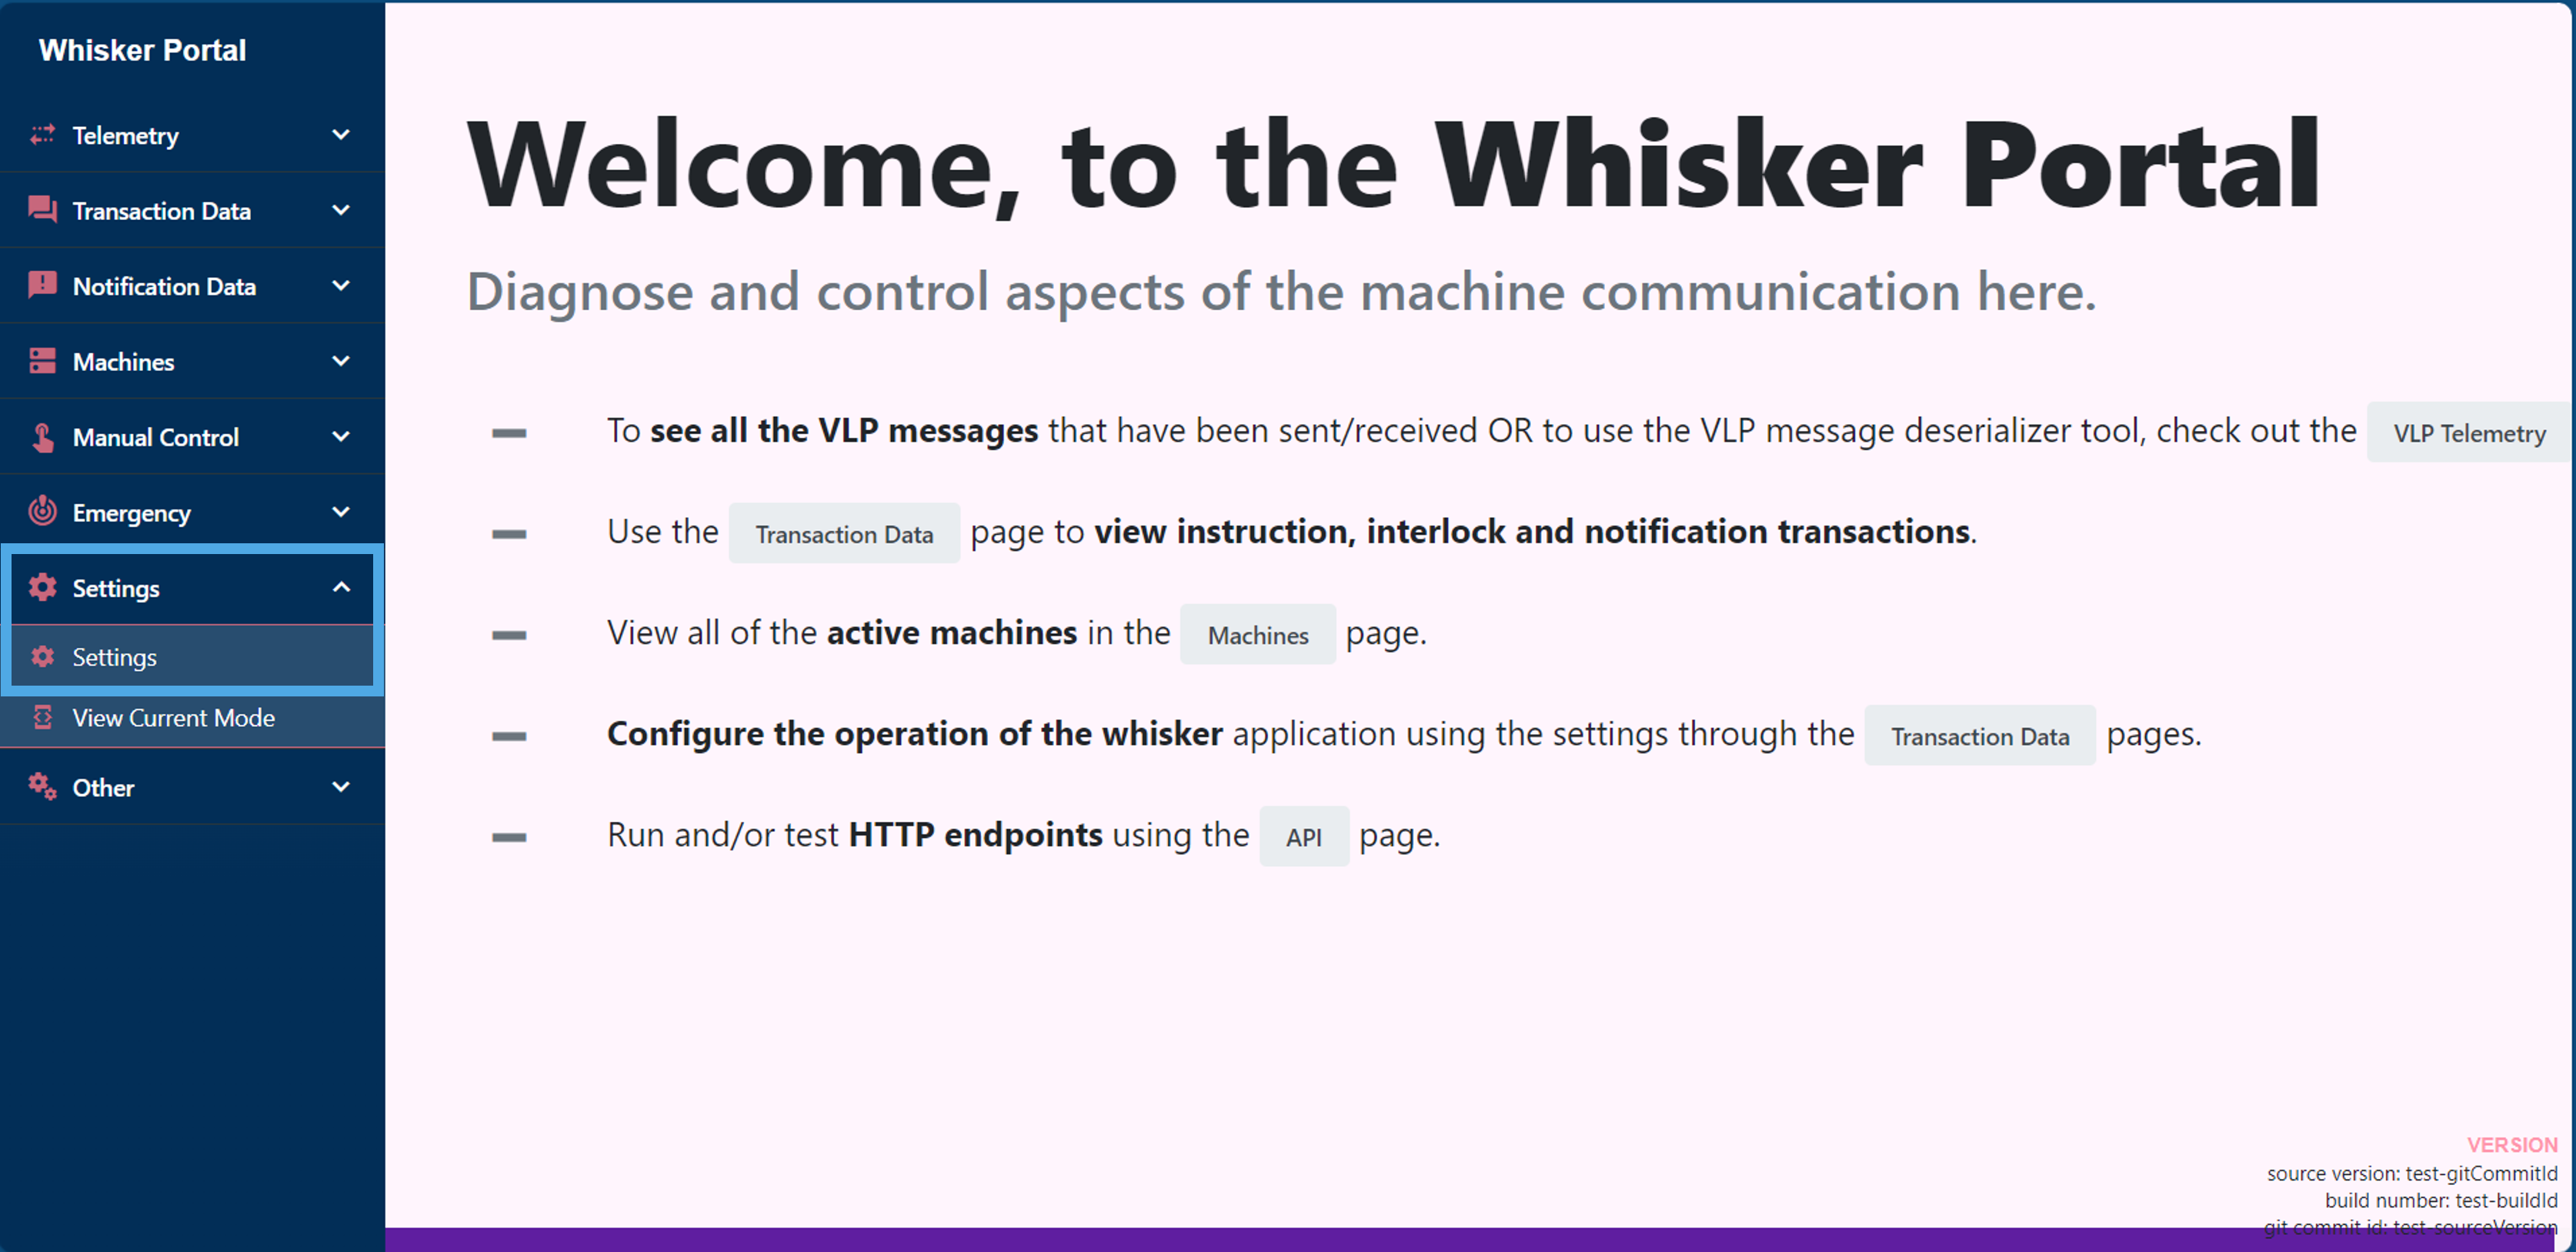 Whisker Portal
Telemetry
Transaction Data
Notification Data
Machines
Manual Control
Emergency
Settings
Settings
View Current Mode
Other
Welcome, to the Whisker Portal
Diagnose and control aspects of the machine communication here.
To see all the VLP messages that have been sent/received OR to use the VLP message deserializer tool, check out the VLP Telemetry
Use the Transaction Data page to view instruction, interlock and notification transactions.
View all of the active machines in the Machines page.
Configure the operation of the whisker application using the settings through the Transaction Data pages.
Run and/or test HTTP endpoints using the API page.
VERSION
source version: test-gitCommitId
build number: test-buildId
git commit id: test-sourceVersion